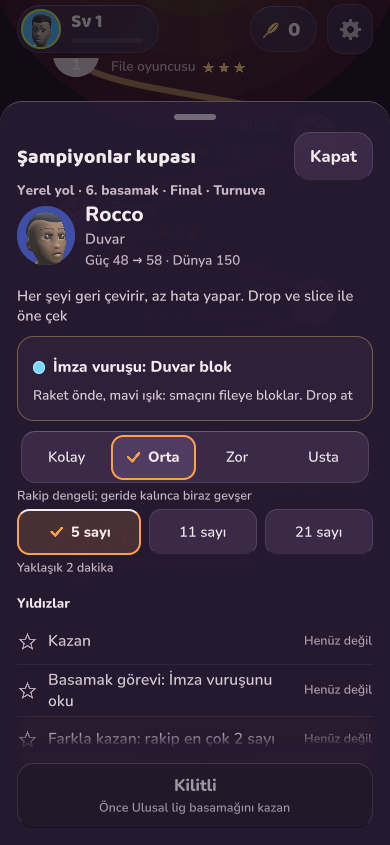 Sv 1
0
1
File oyuncusu
Şampiyonlar kupası
Kapat
Yerel yol · 6. basamak · Final · Turnuva
Rocco
Duvar
Güç 48 → 58 · Dünya 150
Her şeyi geri çevirir, az hata yapar. Drop ve slice ile
öne çek
İmza vuruşu: Duvar blok
Raket önde, mavi ışık: smaçını fileye bloklar. Drop at
Kolay
Orta
Zor
Usta
Rakip dengeli; geride kalınca biraz gevşer
5 sayı
11 sayı
21 sayı
Yaklaşık 2 dakika
Yıldızlar
Kazan
Henüz değil
Basamak görevi: İmza vuruşunu
oku
Henüz değil
Farkla kazan: rakip en çok 2 sayı
Henüz değil
Kilitli
Önce Ulusal lig basamağını kazan